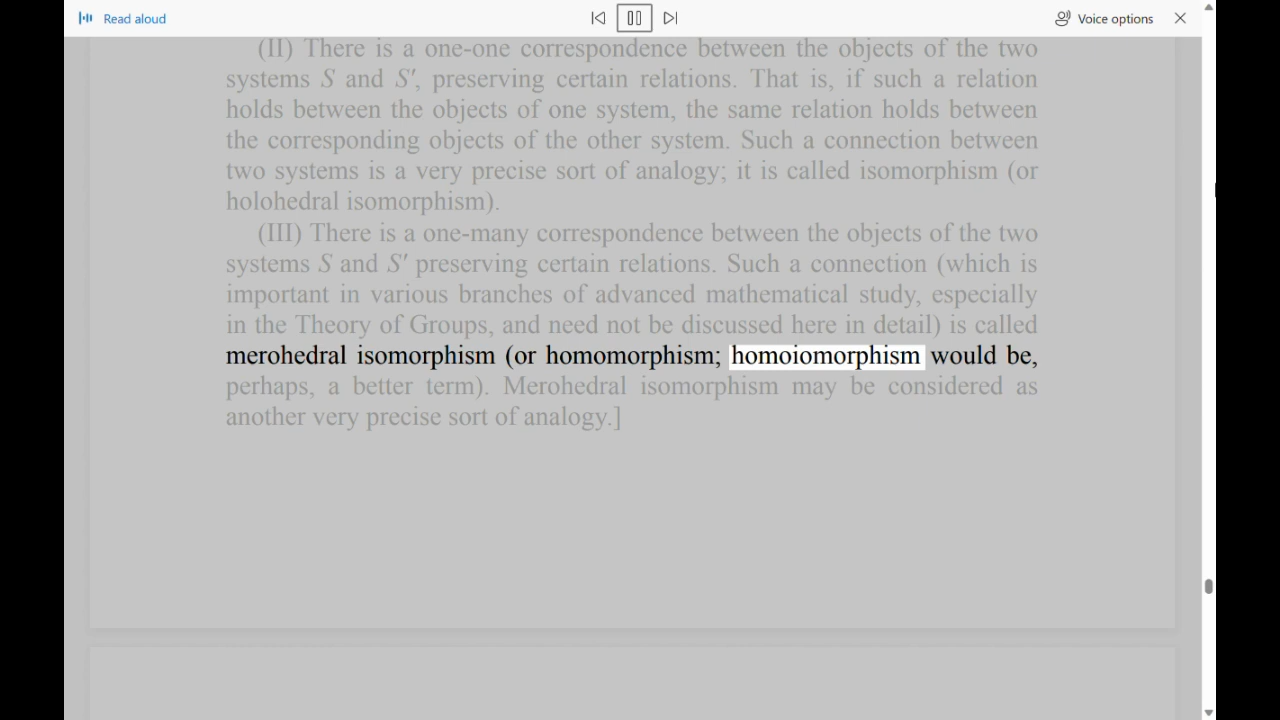 Read aloud
Voice options
(II) There is a one-one correspondence between the objects of the two
systems S and S′, preserving certain relations. That is, if such a relation
holds between the objects of one system, the same relation holds between
the corresponding objects of the other system. Such a connection between
two systems is a very precise sort of analogy; it is called isomorphism (or
holohedral isomorphism).
(III) There is a one-many correspondence between the objects of the two
systems S and S′ preserving certain relations. Such a connection (which is
important in various branches of advanced mathematical study, especially
in the Theory of Groups, and need not be discussed here in detail) is called
merohedral isomorphism (or homomorphism; homoiomorphism would be,
perhaps, a better term). Merohedral isomorphism may be considered as
another very precise sort of analogy.]